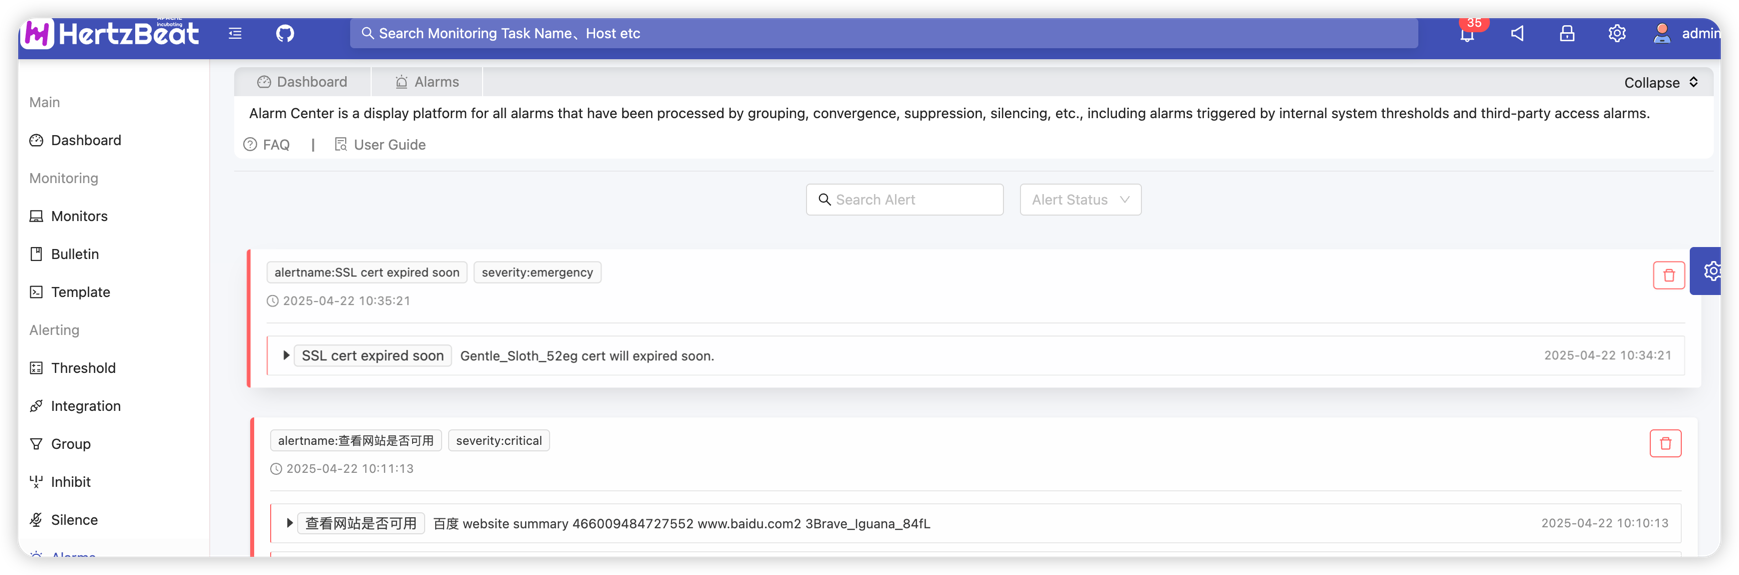 APACHE
incubating
HertzBeat
Search Monitoring Task Name、Host etc
35
admin
Main
Dashboard
Monitoring
Monitors
Bulletin
Template
Alerting
Threshold
Integration
Group
Inhibit
Silence
Alarms
Dashboard
Alarms
Collapse
Alarm Center is a display platform for all alarms that have been processed by grouping, convergence, suppression, silencing, etc., including alarms triggered by internal system thresholds and third-party access alarms.
FAQ | User Guide
Search Alert
Alert Status
alertname:SSL cert expired soon severity:emergency
2025-04-22 10:35:21
SSL cert expired soon Gentle_Sloth_52eg cert will expired soon. 2025-04-22 10:34:21
alertname:查看网站是否可用 severity:critical
2025-04-22 10:11:13
查看网站是否可用 百度 website summary 466009484727552 www.baidu.com2 3Brave_Iguana_84fL 2025-04-22 10:10:13